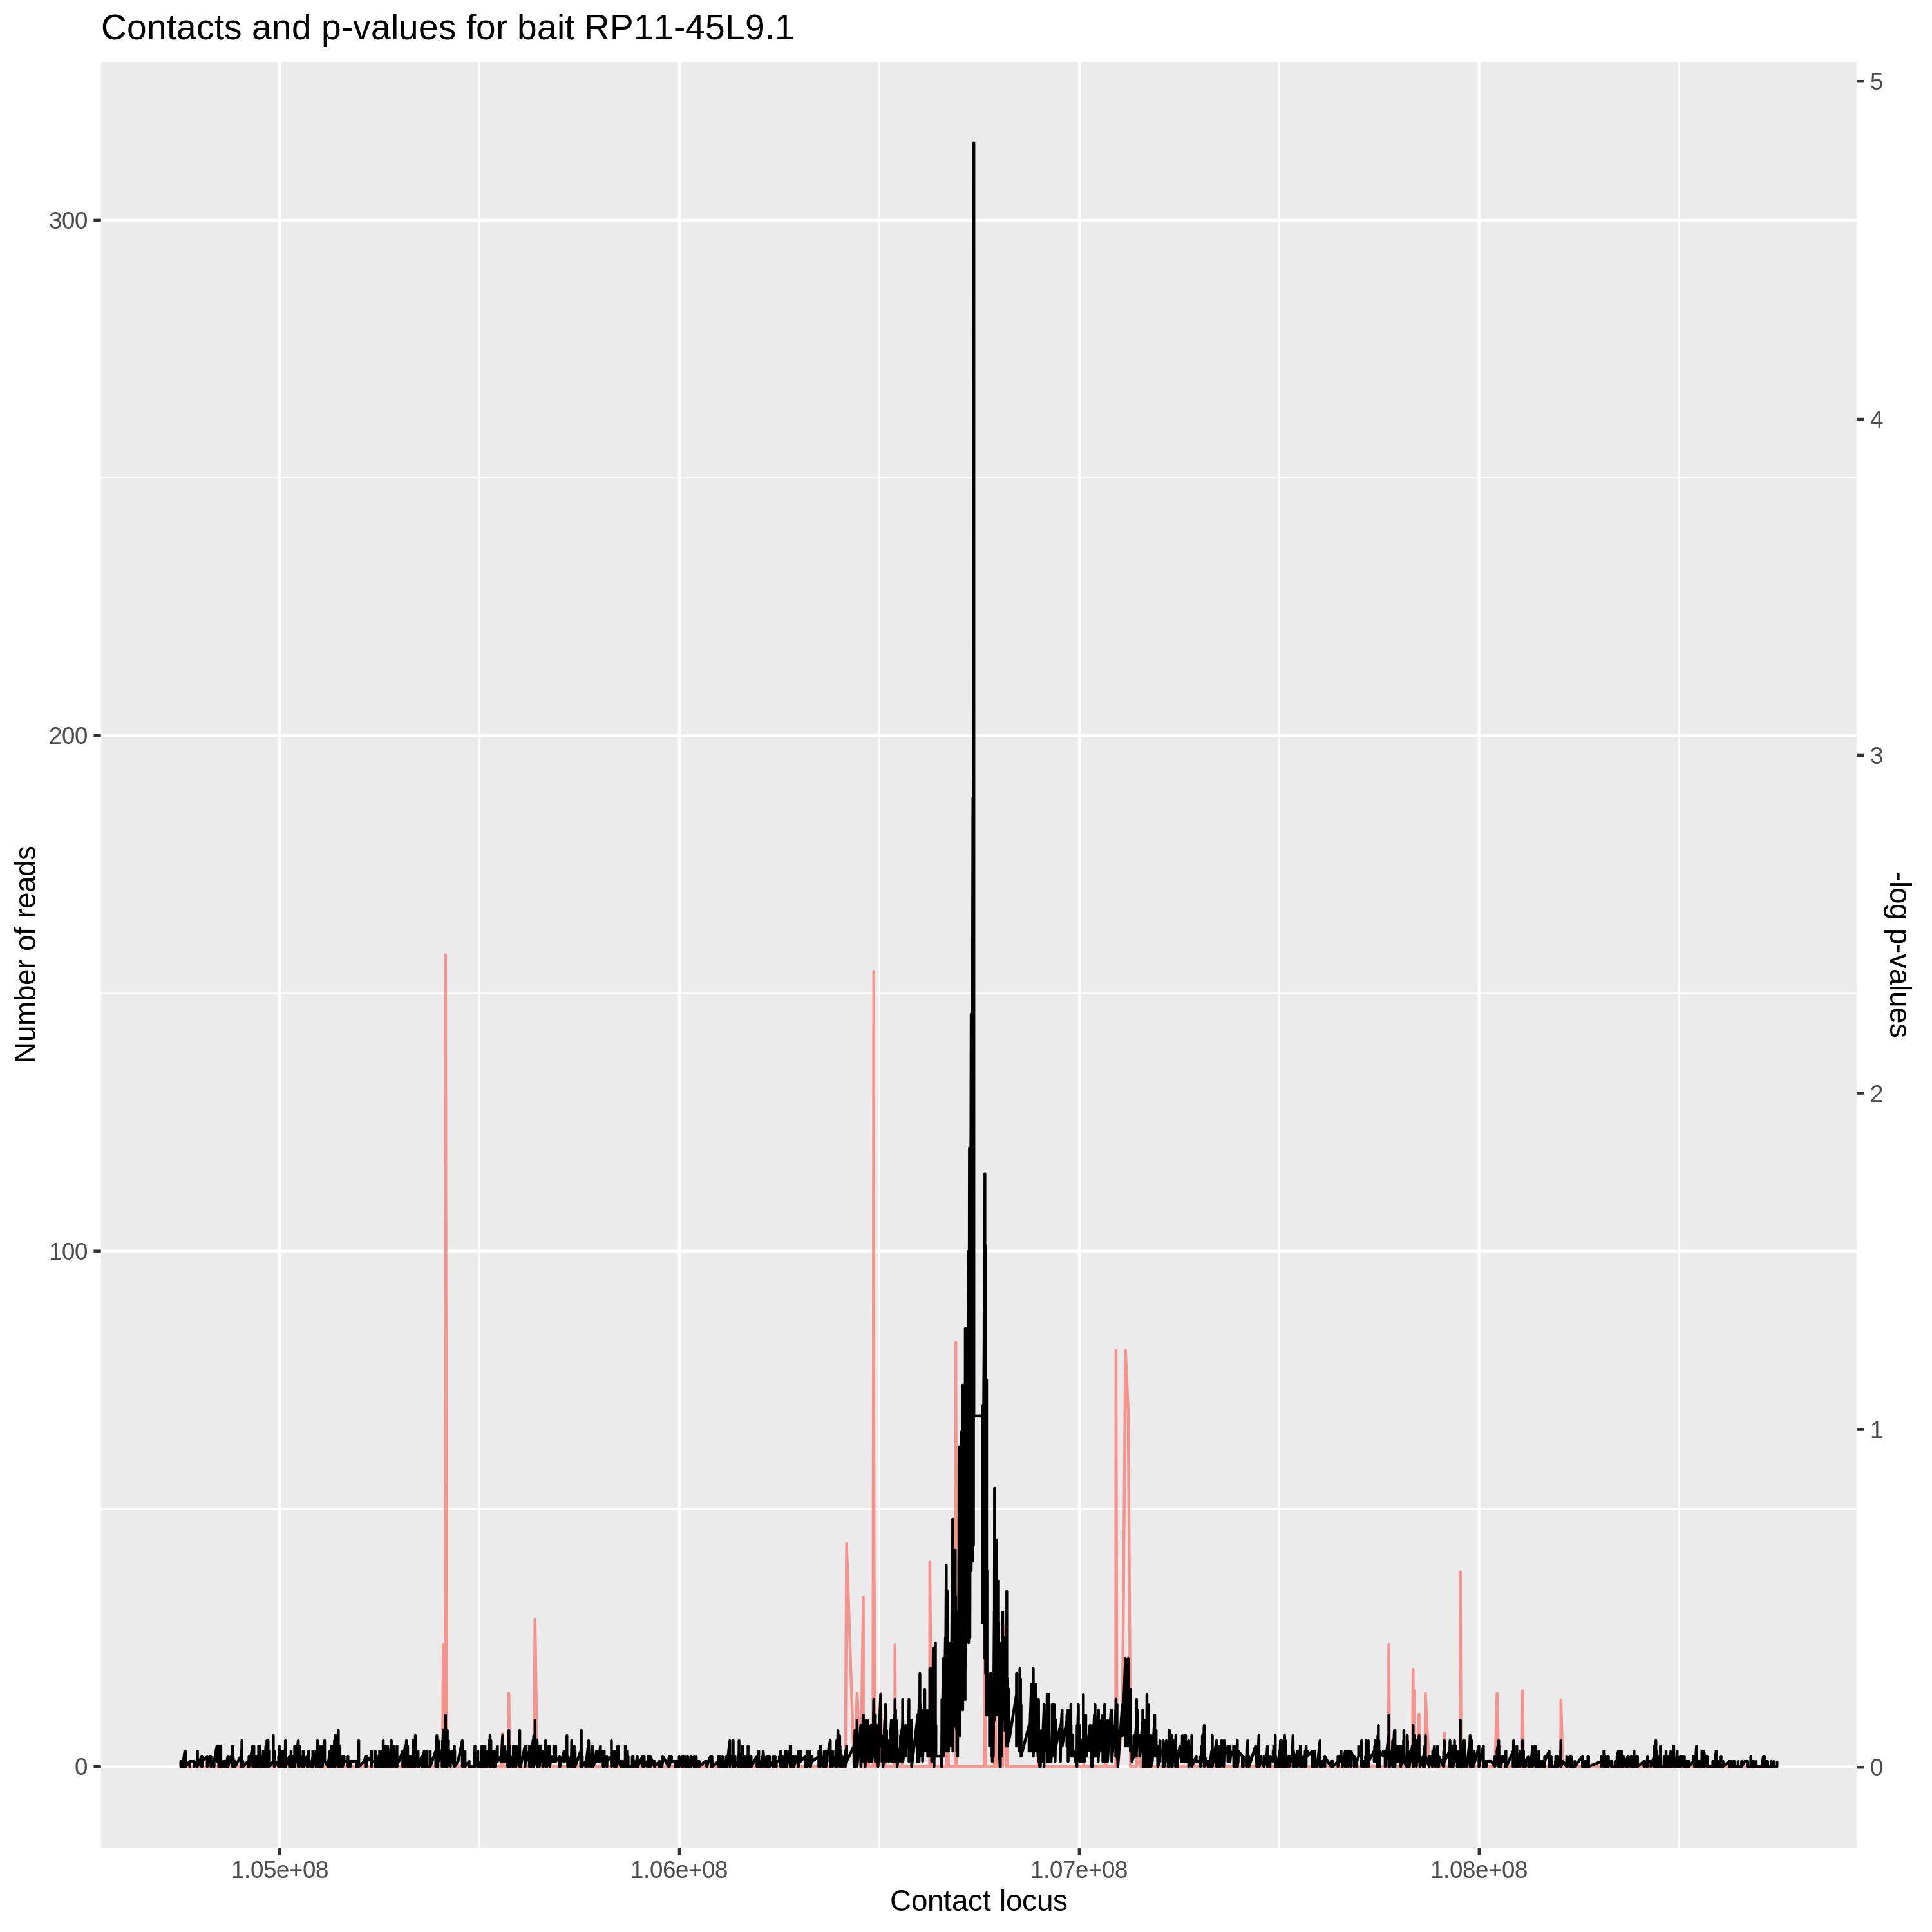 Contacts and p-values for bait RP11-45L9.1
300
200
100
0
Number of reads
5
4
3
2
1
0
-log p-values
1.05e+08
1.06e+08
1.07e+08
1.08e+08
Contact locus